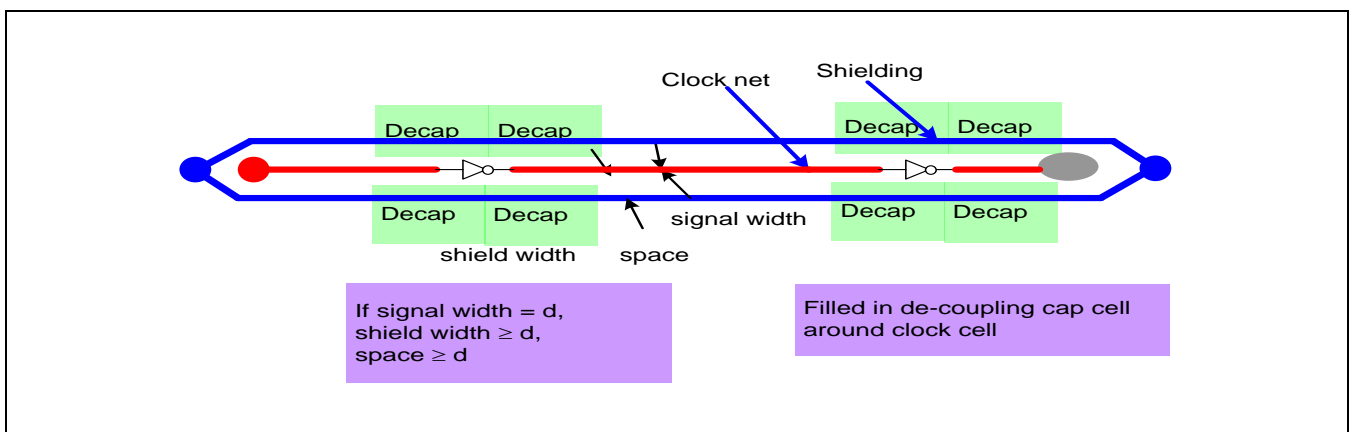 Clock net
Shielding
Decap Decap
Decap Decap
Decap Decap
Decap Decap
signal width
shield width
space
If signal width = d,
shield width ≥ d,
space ≥ d
Filled in de-coupling cap cell
around clock cell